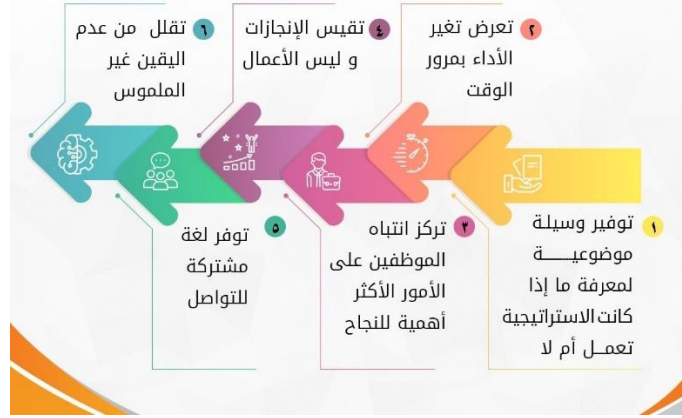 ١ توفير وسيلة
موضوعيـــة
لمعرفة ما إذا
كانت الاستراتيجية
تعمــل أم لا
٢ تعرض تغير
الأداء بمرور
الوقت
٣ تركز انتباه
الموظفين على
الأمور الأكثر
أهمية للنجاح
٤ تقيس الإنجازات
و ليس الأعمال
٥ توفر لغة
مشتركة
للتواصل
٦ تقلل من عدم
اليقين غير
الملموس